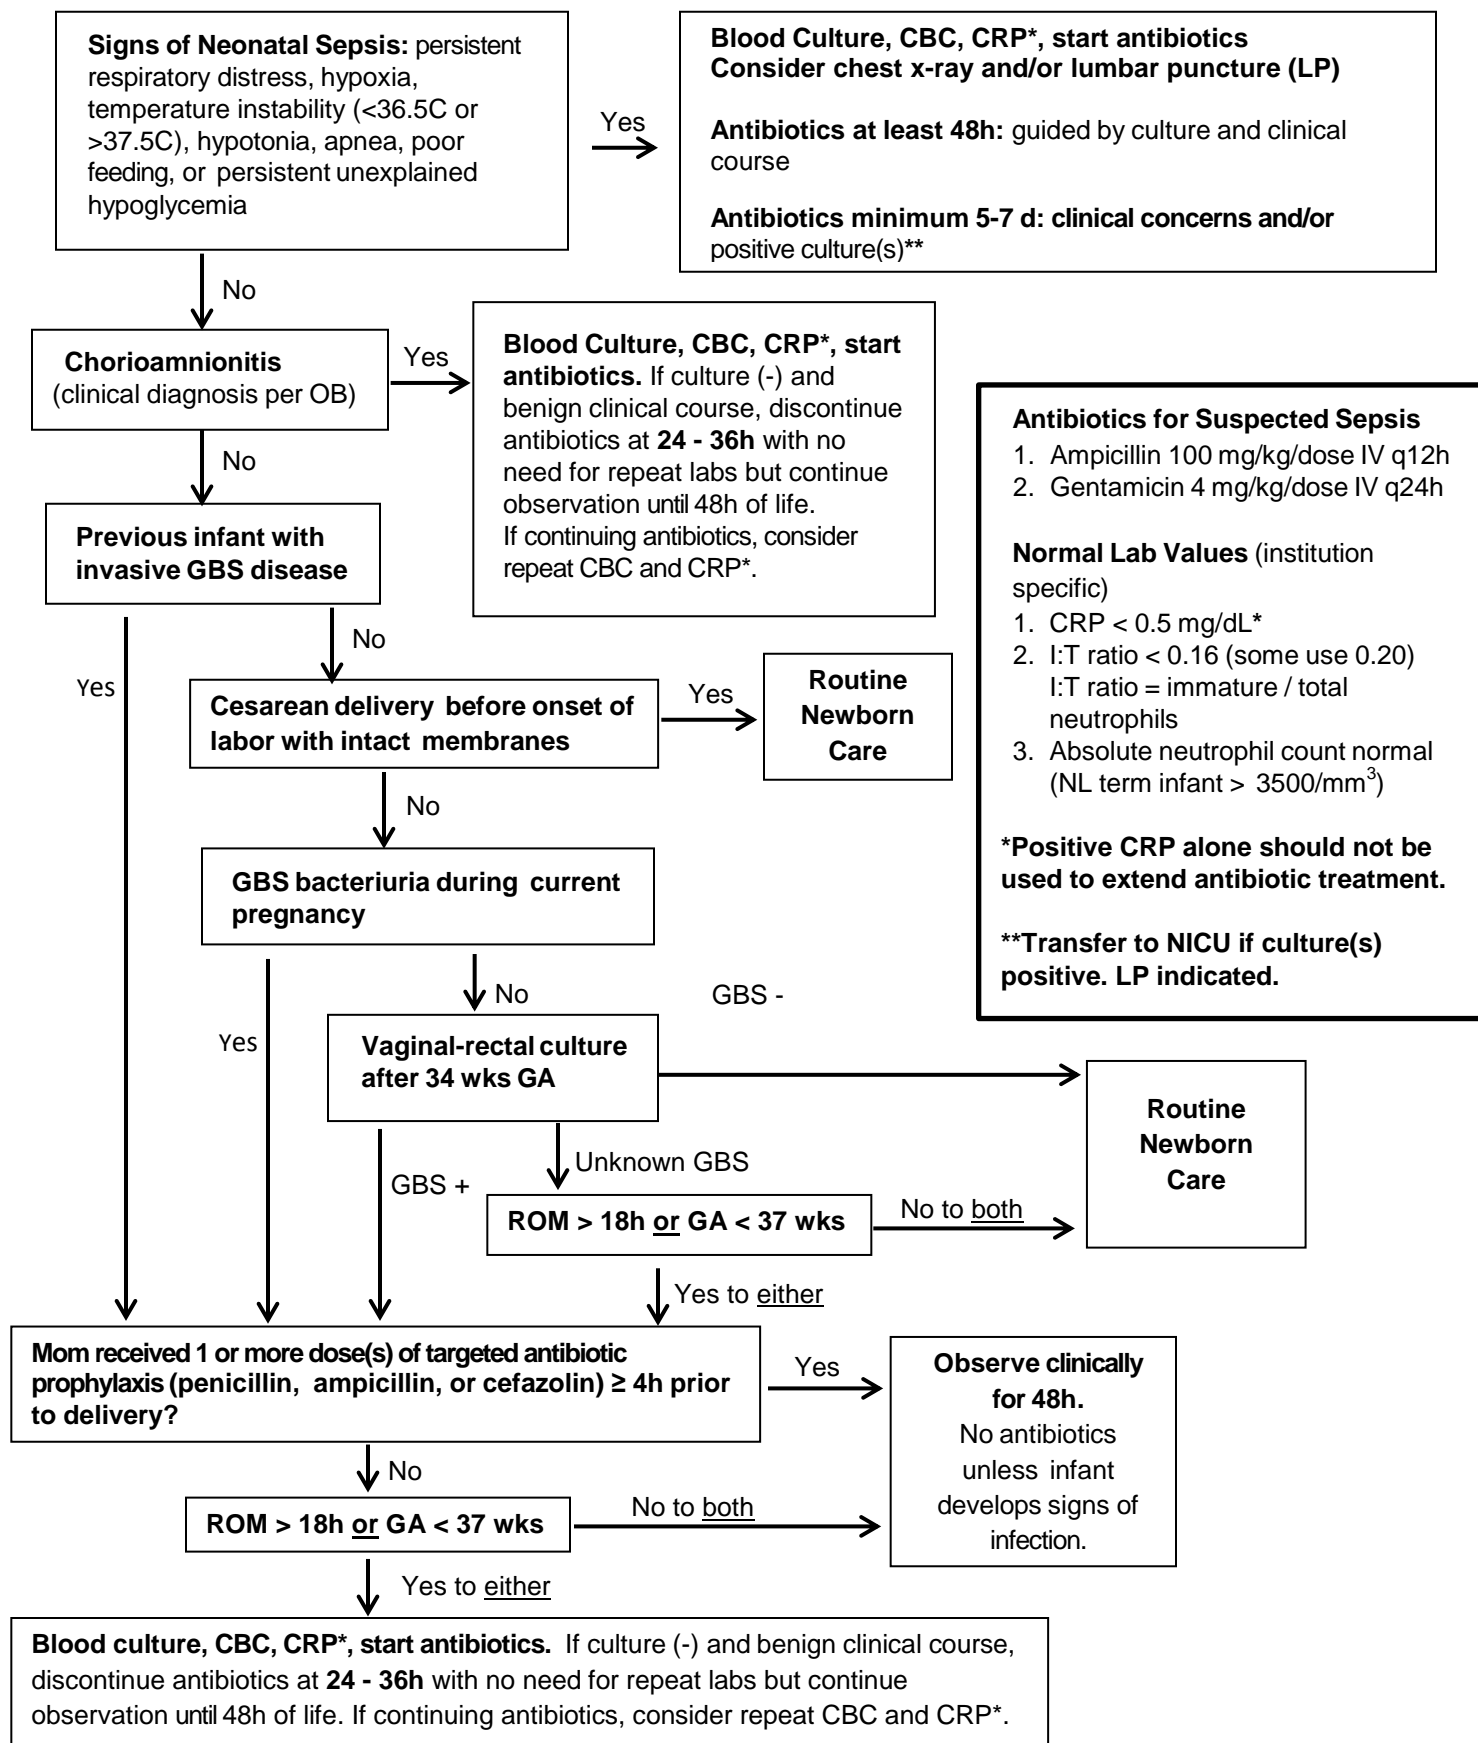 Signs of Neonatal Sepsis: persistent
respiratory distress, hypoxia,
temperature instability (<36.5C or
>37.5C), hypotonia, apnea, poor
feeding, or persistent unexplained
hypoglycemia
Yes
Blood Culture, CBC, CRP*, start antibiotics
Consider chest x-ray and/or lumbar puncture (LP)
Antibiotics at least 48h: guided by culture and clinical
course
Antibiotics minimum 5-7 d: clinical concerns and/or
positive culture(s)**
No
Chorioamnionitis
(clinical diagnosis per OB)
Yes
Blood Culture, CBC, CRP*, start
antibiotics. If culture (-) and
benign clinical course, discontinue
antibiotics at 24 - 36h with no
need for repeat labs but continue
observation until 48h of life.
If continuing antibiotics, consider
repeat CBC and CRP*.
Antibiotics for Suspected Sepsis
1. Ampicillin 100 mg/kg/dose IV q12h
2. Gentamicin 4 mg/kg/dose IV q24h
Normal Lab Values (institution
specific)
1. CRP < 0.5 mg/dL*
2. I:T ratio < 0.16 (some use 0.20)
I:T ratio = immature / total
neutrophils
3. Absolute neutrophil count normal
(NL term infant > 3500/mm³)
*Positive CRP alone should not be
used to extend antibiotic treatment.
**Transfer to NICU if culture(s)
positive. LP indicated.
No
Previous infant with
invasive GBS disease
Yes
No
Cesarean delivery before onset of
labor with intact membranes
Yes
Routine
Newborn
Care
No
GBS bacteriuria during current
pregnancy
Yes
No
GBS -
Vaginal-rectal culture
after 34 wks GA
Routine
Newborn
Care
GBS +
Unknown GBS
ROM > 18h or GA < 37 wks
No to both
Yes to either
Mom received 1 or more dose(s) of targeted antibiotic
prophylaxis (penicillin, ampicillin, or cefazolin) ≥ 4h prior
to delivery?
Yes
Observe clinically
for 48h.
No antibiotics
unless infant
develops signs of
infection.
No
ROM > 18h or GA < 37 wks
No to both
Yes to either
Blood culture, CBC, CRP*, start antibiotics. If culture (-) and benign clinical course,
discontinue antibiotics at 24 - 36h with no need for repeat labs but continue
observation until 48h of life. If continuing antibiotics, consider repeat CBC and CRP*.